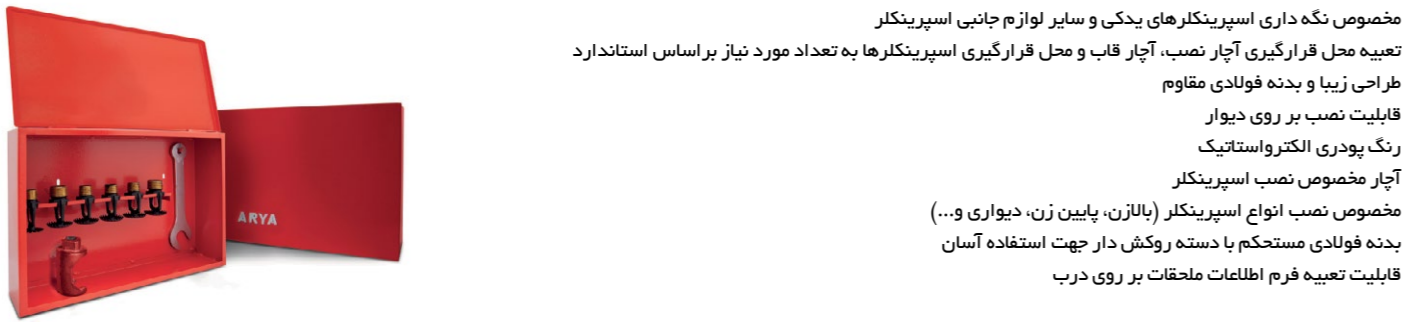 مخصوص نگه داری اسپرینکلرهای یدکی و سایر لوازم جانبی اسپرینکلر
تعبیه محل قرارگیری آچار نصب، آچار قاب و محل قرارگیری اسپرینکلرها به تعداد مورد نیاز براساس استاندارد
طراحی زیبا و بدنه فولادی مقاوم
قابلیت نصب بر روی دیوار
رنگ پودری الکترواستاتیک
آچار مخصوص نصب اسپرینکلر
مخصوص نصب انواع اسپرینکلر (بالازن، پایین زن، دیواری و...)
بدنه فولادی مستحکم با دسته روکش دار جهت استفاده آسان
قابلیت تعبیه فرم اطلاعات ملحقات بر روی درب
ARYA